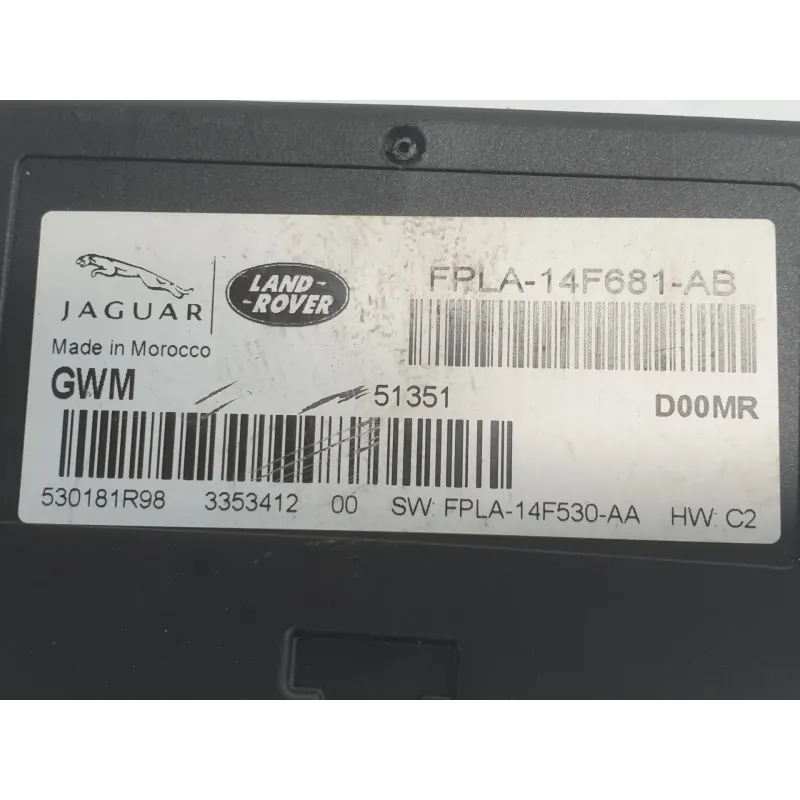 JAGUAR
LAND-
-ROVER
FPLA-14F681-AB
Made in Morocco
GWM 51351 D00MR
530181R98 3353412 00 SW: FPLA-14F530-AA HW: C2